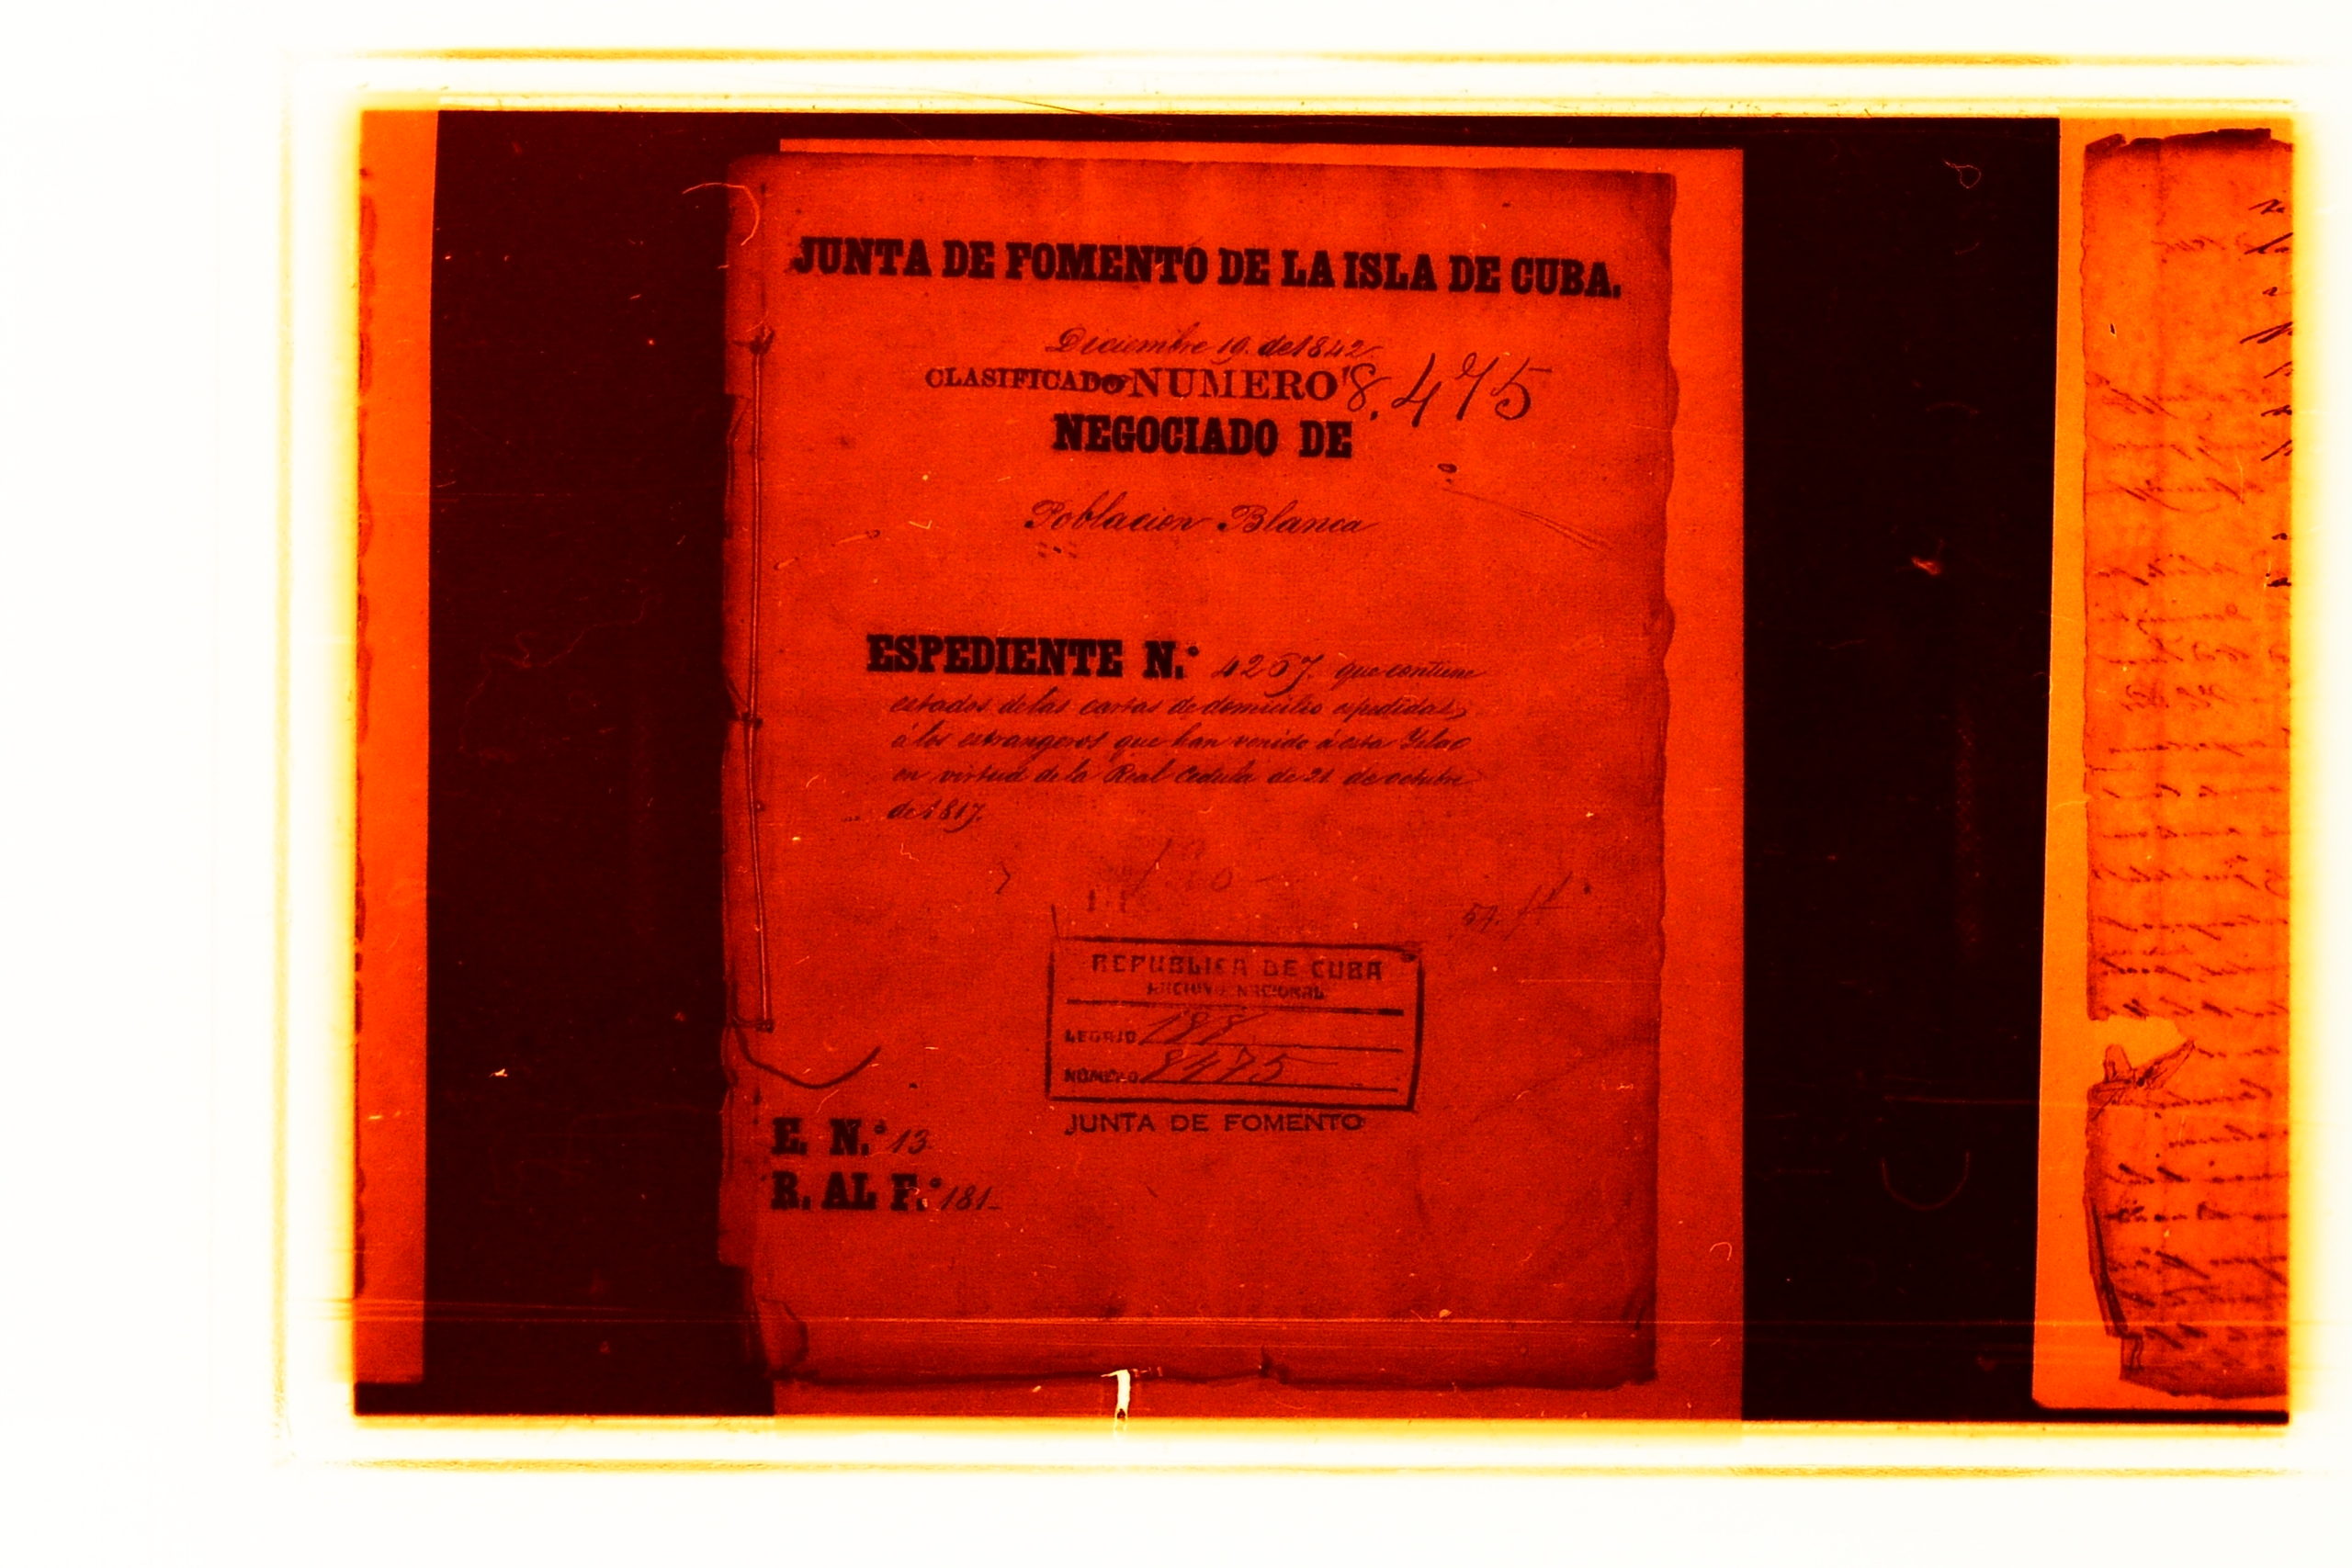 JUNTA DE FOMENTO DE LA ISLA DE CUBA.
Diciembre 19. de 1842
CLASIFICADO NUMERO 8.475
NEGOCIADO DE
Poblacion Blanca
ESPEDIENTE N.° 4267. que contiene
estados de las cartas de domicilio espedidas
á los estrangeros que han venido á esta Isla
en virtud de la Real Cedula de 21 de octubre
de 1817.
54.
REPUBLICA DE CUBA
ARCHIVO NACIONAL
LEGAJO 188
NUMERO 8475
JUNTA DE FOMENTO
E. N.° 13
R. AL F.° 181